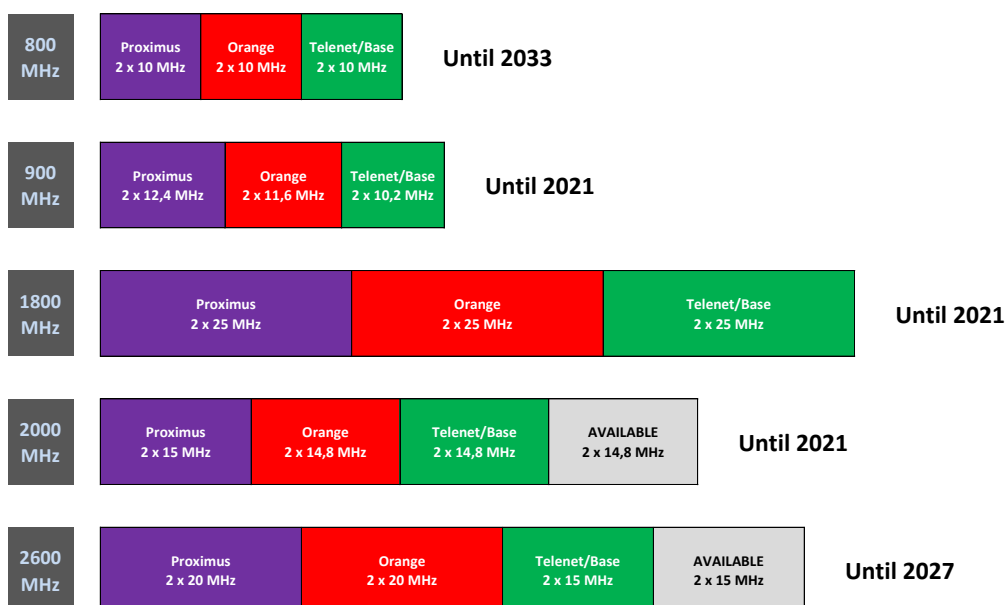 800
MHz
Proximus
2 x 10 MHz
Orange
2 x 10 MHz
Telenet/Base
2 x 10 MHz
Until 2033
900
MHz
Proximus
2 x 12,4 MHz
Orange
2 x 11,6 MHz
Telenet/Base
2 x 10,2 MHz
Until 2021
1800
MHz
Proximus
2 x 25 MHz
Orange
2 x 25 MHz
Telenet/Base
2 x 25 MHz
Until 2021
2000
MHz
Proximus
2 x 15 MHz
Orange
2 x 14,8 MHz
Telenet/Base
2 x 14,8 MHz
AVAILABLE
2 x 14,8 MHz
Until 2021
2600
MHz
Proximus
2 x 20 MHz
Orange
2 x 20 MHz
Telenet/Base
2 x 15 MHz
AVAILABLE
2 x 15 MHz
Until 2027